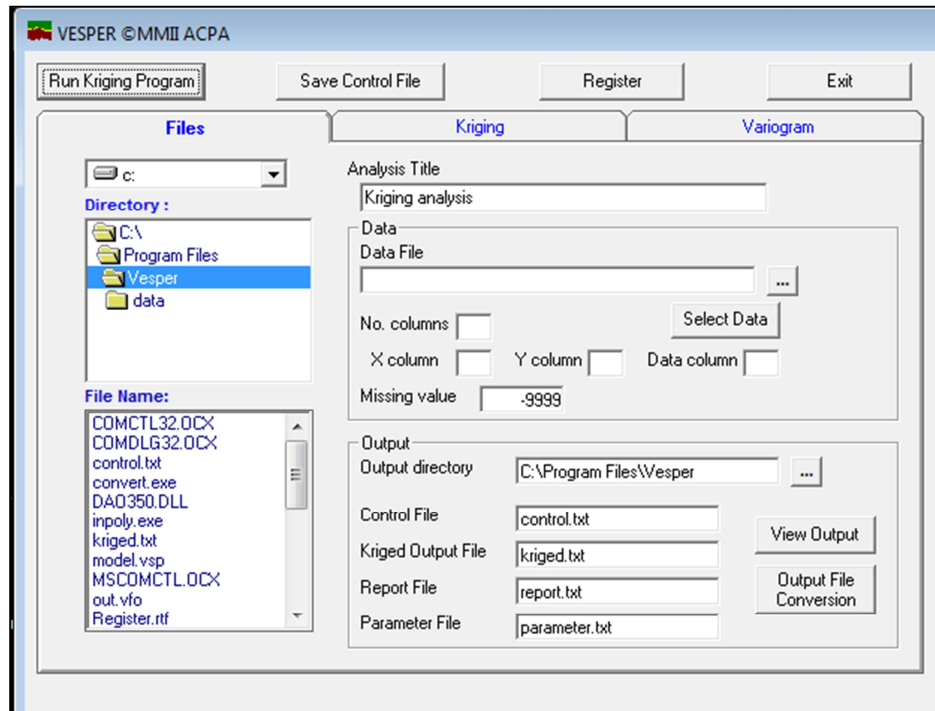 VESPER ©MMII ACPA
Run Kriging Program
Save Control File
Register
Exit
Files
Kriging
Variogram
c:
Directory :
C:\
Program Files
Vesper
data
File Name:
COMCTL32.OCX
COMDLG32.OCX
control.txt
convert.exe
DAO350.DLL
inpoly.exe
kriged.txt
model.vsp
MSCOMCTL.OCX
out.vfo
Register.rtf
Analysis Title
Kriging analysis
Data
Data File
...
No. columns
Select Data
X column
Y column
Data column
Missing value
-9999
Output
Output directory
C:\Program Files\Vesper
...
Control File
control.txt
Kriged Output File
kriged.txt
Report File
report.txt
Parameter File
parameter.txt
View Output
Output File
Conversion